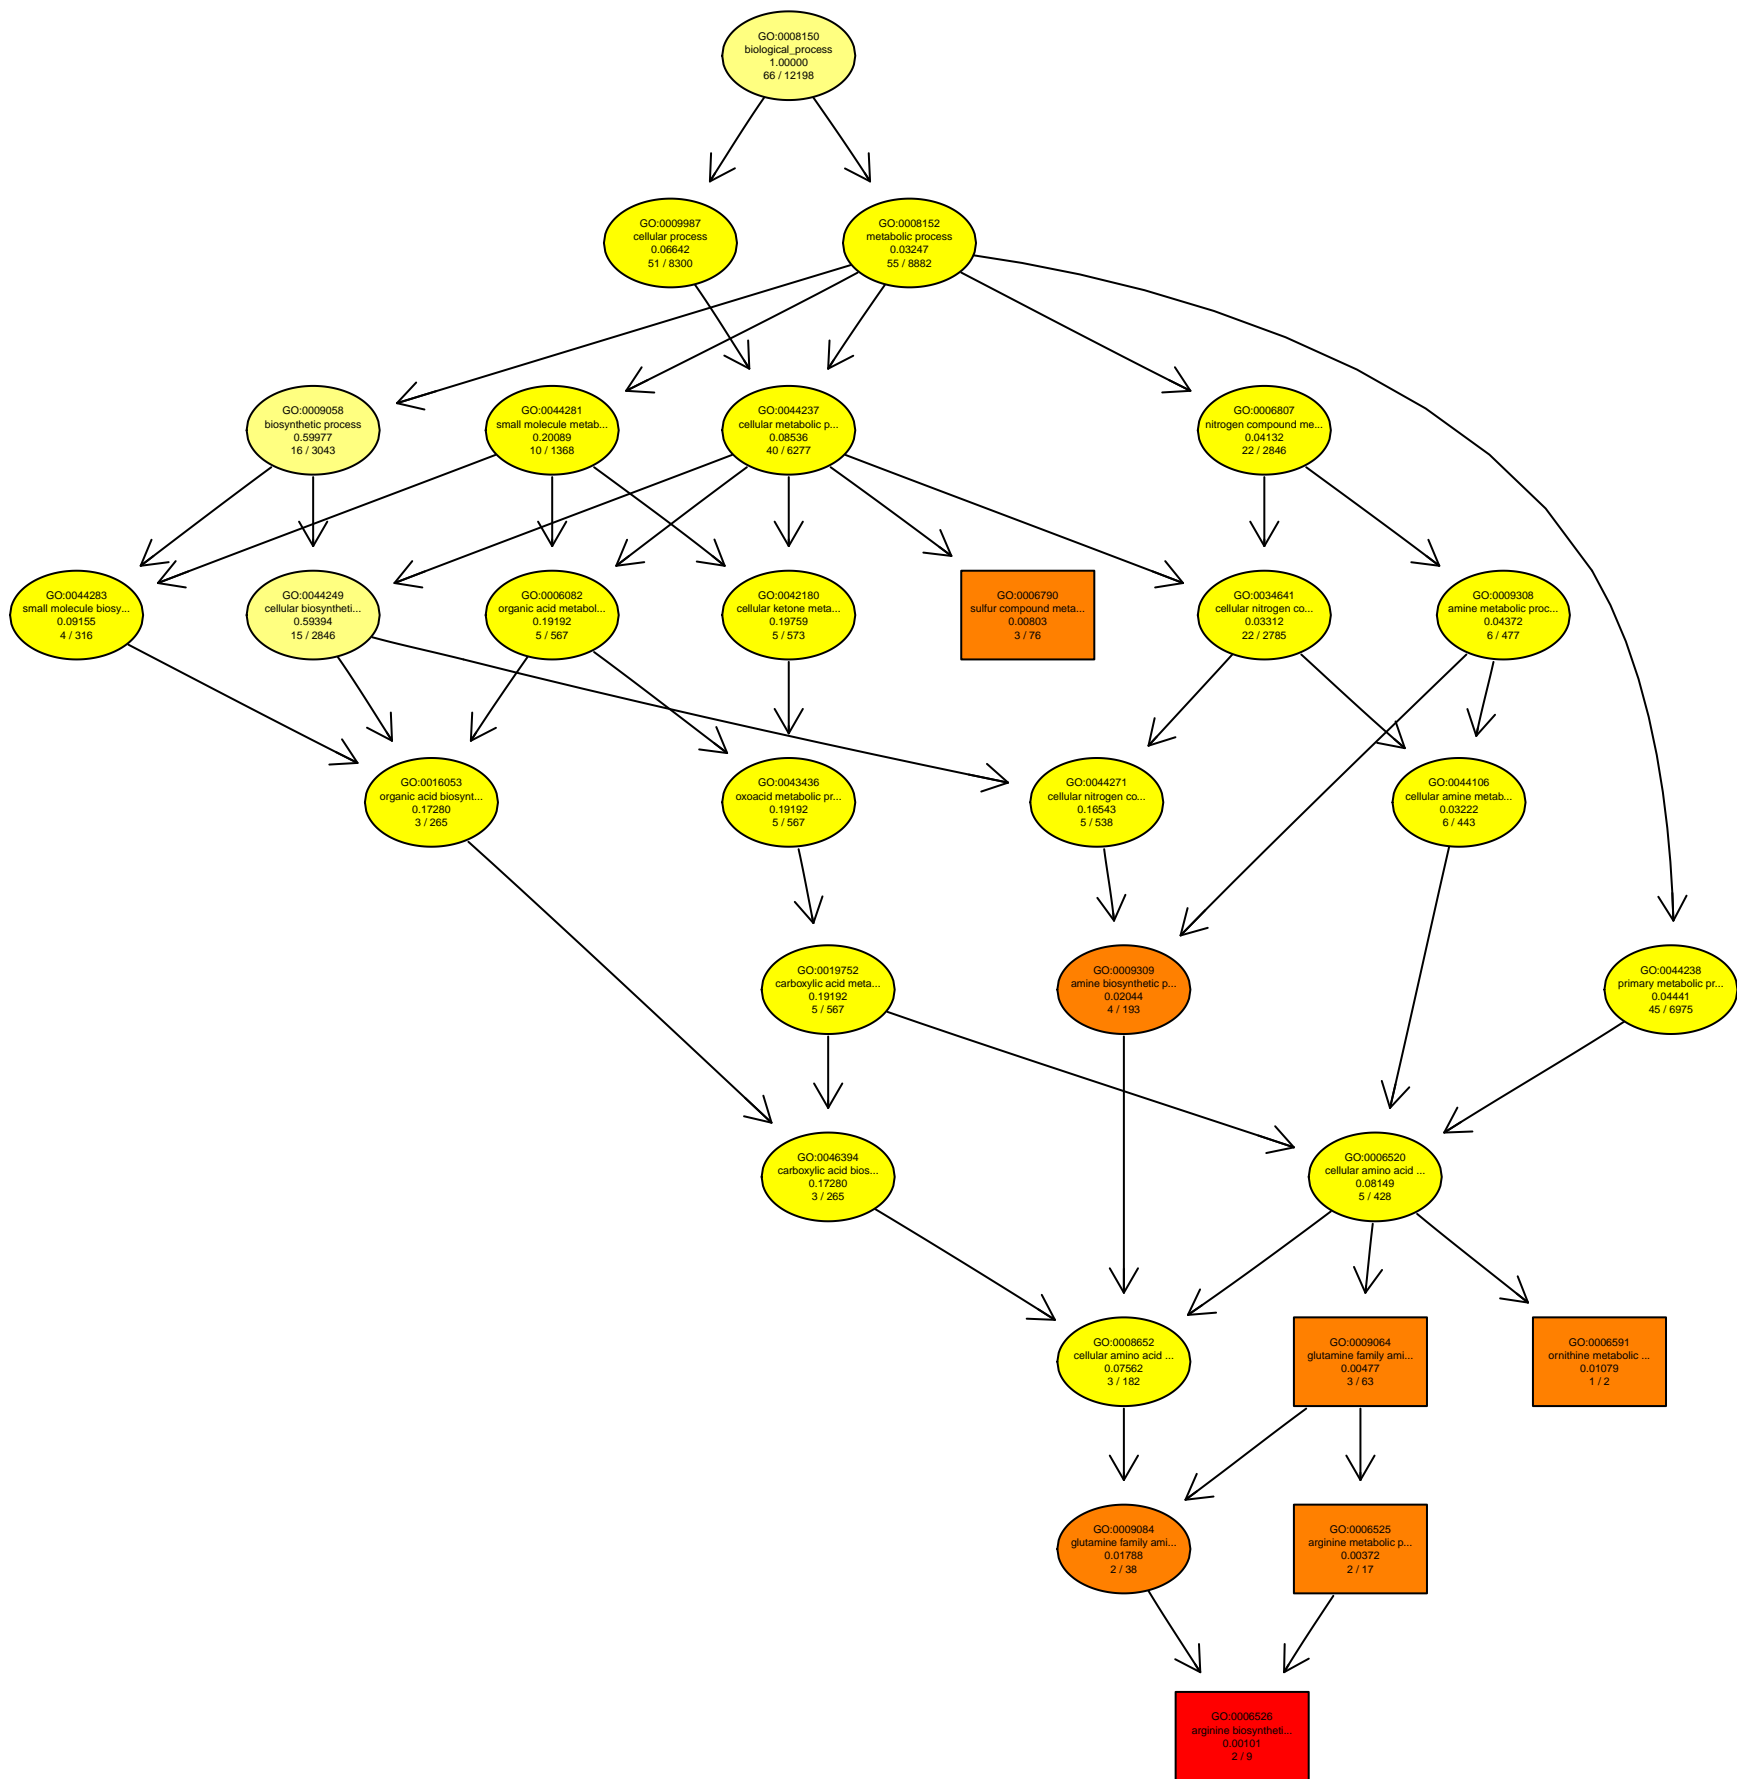 GO:0008150
biological_process
1.00000
66 / 12198
GO:0009987
cellular process
0.06642
51 / 8300
GO:0008152
metabolic process
0.03247
55 / 8882
GO:0009058
biosynthetic process
0.59977
16 / 3043
GO:0044281
small molecule metab...
0.20089
10 / 1368
GO:0044237
cellular metabolic p...
0.08536
40 / 6277
GO:0006807
nitrogen compound me...
0.04132
22 / 2846
GO:0044283
small molecule biosy...
0.09155
4 / 316
GO:0044249
cellular biosyntheti...
0.59394
15 / 2846
GO:0006082
organic acid metabol...
0.19192
5 / 567
GO:0042180
cellular ketone meta...
0.19759
5 / 573
GO:0006790
sulfur compound meta...
0.00803
3 / 76
GO:0034641
cellular nitrogen co...
0.03312
22 / 2785
GO:0009308
amine metabolic proc...
0.04372
6 / 477
GO:0016053
organic acid biosynt...
0.17280
3 / 265
GO:0043436
oxoacid metabolic pr...
0.19192
5 / 567
GO:0044271
cellular nitrogen co...
0.16543
5 / 538
GO:0044106
cellular amine metab...
0.03222
6 / 443
GO:0019752
carboxylic acid meta...
0.19192
5 / 567
GO:0009309
amine biosynthetic p...
0.02044
4 / 193
GO:0044238
primary metabolic pr...
0.04441
45 / 6975
GO:0046394
carboxylic acid bios...
0.17280
3 / 265
GO:0006520
cellular amino acid ...
0.08149
5 / 428
GO:0008652
cellular amino acid ...
0.07562
3 / 182
GO:0009064
glutamine family ami...
0.00477
3 / 63
GO:0006591
ornithine metabolic ...
0.01079
1 / 2
GO:0009084
glutamine family ami...
0.01788
2 / 38
GO:0006525
arginine metabolic p...
0.00372
2 / 17
GO:0006526
arginine biosyntheti...
0.00101
2 / 9